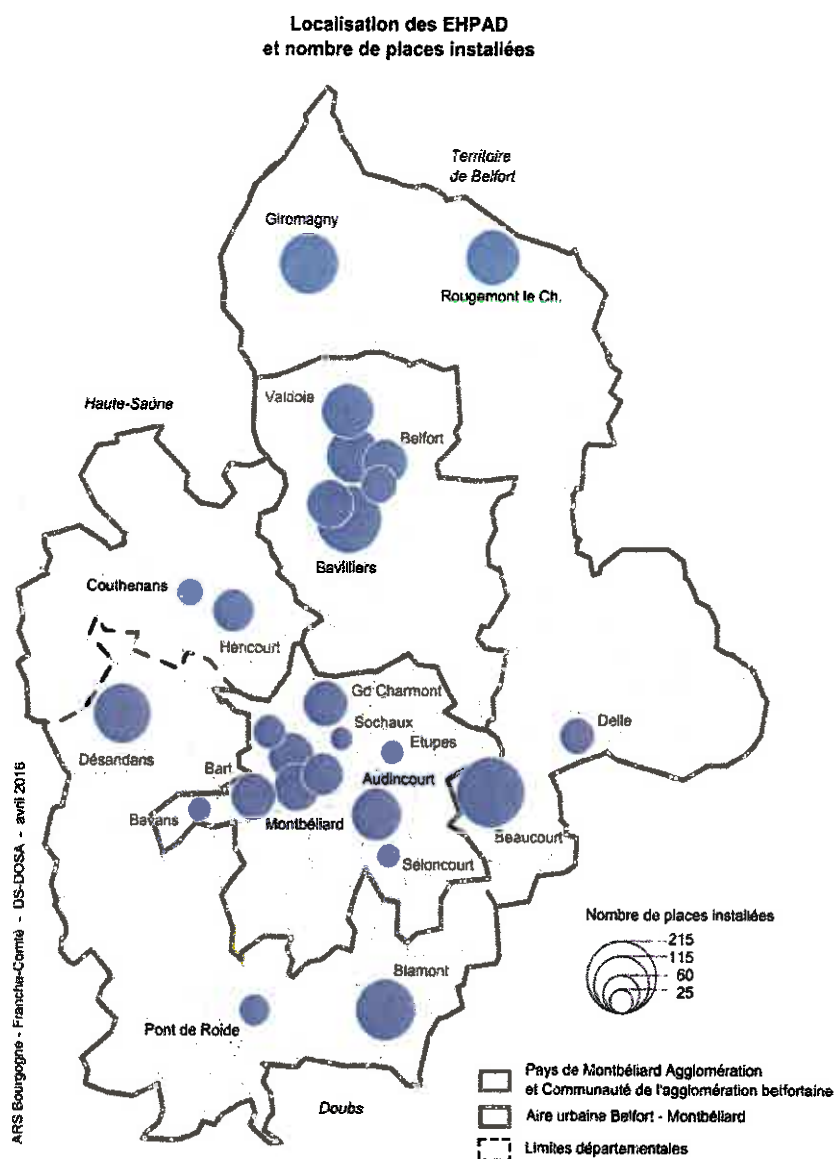 Localisation des EHPAD
et nombre de places installées
Territoire
de Belfort
Giromagny
Rougemont le Ch.
Haute-Saône
Valdoie
Belfort
Bavilliers
Couthenans
Héricourt
Gd Charmont
Sochaux
Etupes
Delle
Désandans
Bart
Audincourt
Bavans
Montbéliard
Beaucourt
Séloncourt
Blamont
Pont de Roide
Doubs
Nombre de places installées
215
115
60
25
Pays de Montbéliard Agglomération
et Communauté de l'agglomération belfortaine
Aire urbaine Belfort - Montbéliard
Limites départementales
ARS Bourgogne - Franche-Comté - DS-DOSA - avril 2016